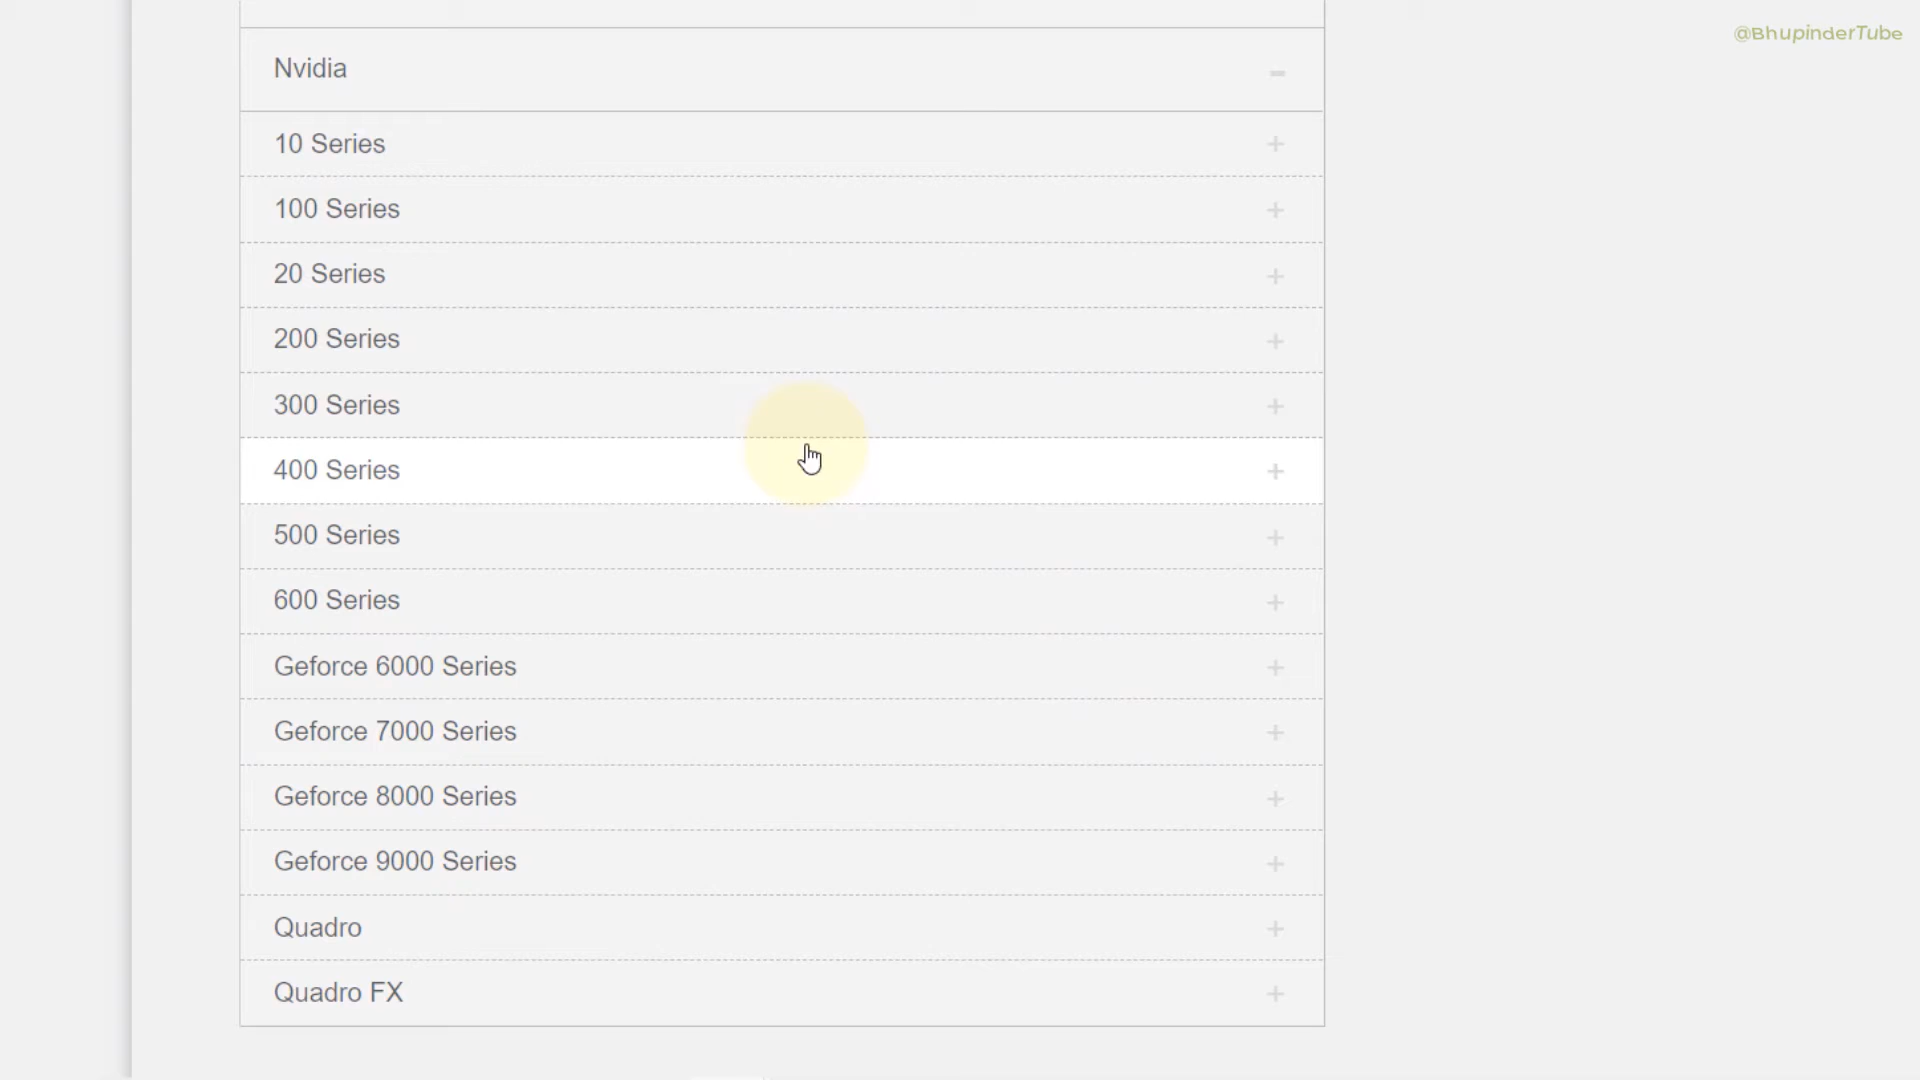 @BhupinderTube
Nvidia
10 Series
100 Series
20 Series
200 Series
300 Series
400 Series
500 Series
600 Series
Geforce 6000 Series
Geforce 7000 Series
Geforce 8000 Series
Geforce 9000 Series
Quadro
Quadro FX